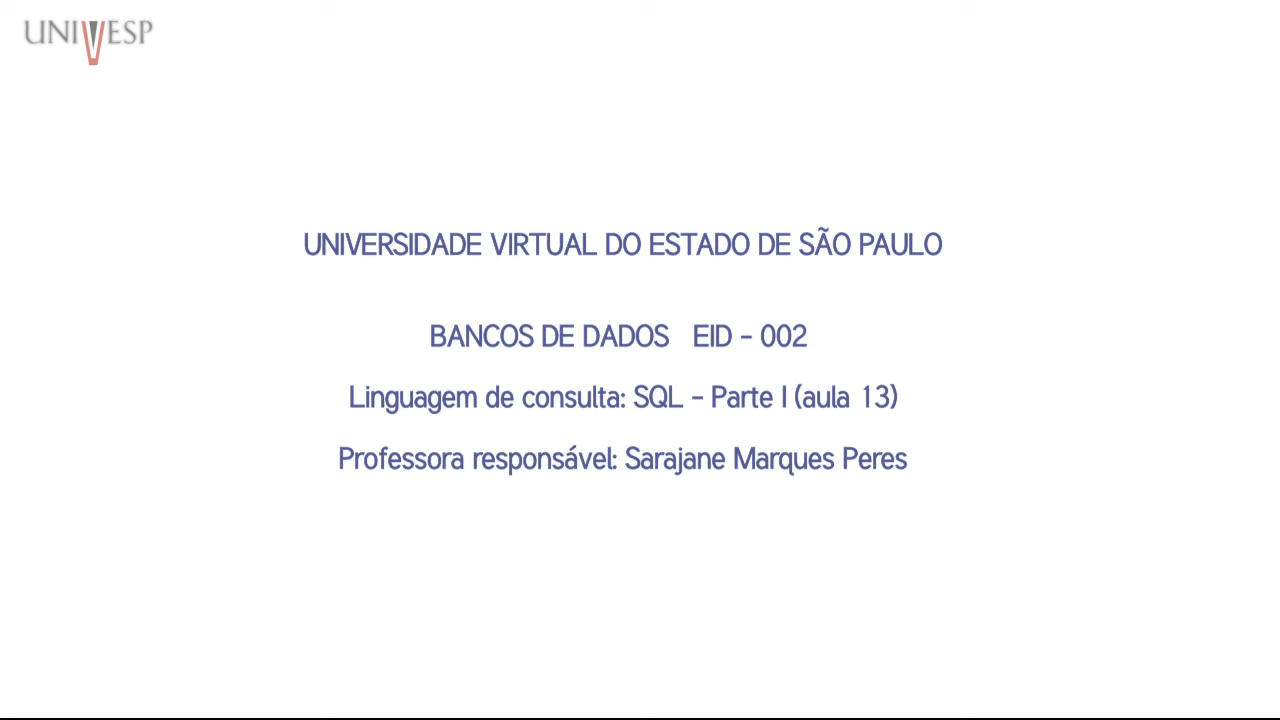 UNIVESP
UNIVERSIDADE VIRTUAL DO ESTADO DE SÃO PAULO
BANCOS DE DADOS EID - 002
Linguagem de consulta: SQL - Parte I (aula 13)
Professora responsável: Sarajane Marques Peres